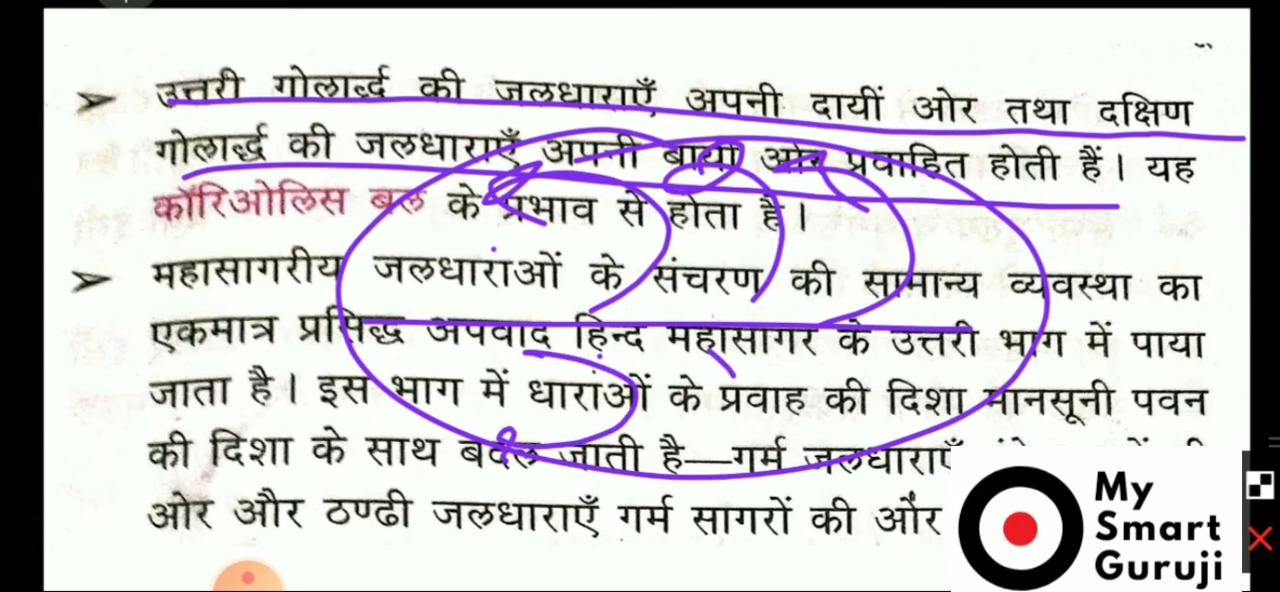 ➤ उत्तरी गोलार्द्ध की जलधाराएँ अपनी दायीं ओर तथा दक्षिण
गोलार्द्ध की जलधाराएँ अपनी बायीं ओर प्रवाहित होती हैं। यह
कॉरिओलिस बल के प्रभाव से होता है।
➤ महासागरीय जलधाराओं के संचरण की सामान्य व्यवस्था का
एकमात्र प्रसिद्ध अपवाद हिन्द महासागर के उत्तरी भाग में पाया
जाता है। इस भाग में धाराओं के प्रवाह की दिशा मानसूनी पवन
की दिशा के साथ बदल जाती है—गर्म जलधाराएँ
ओर और ठण्ढी जलधाराएँ गर्म सागरों की और
My
Smart
Guruji